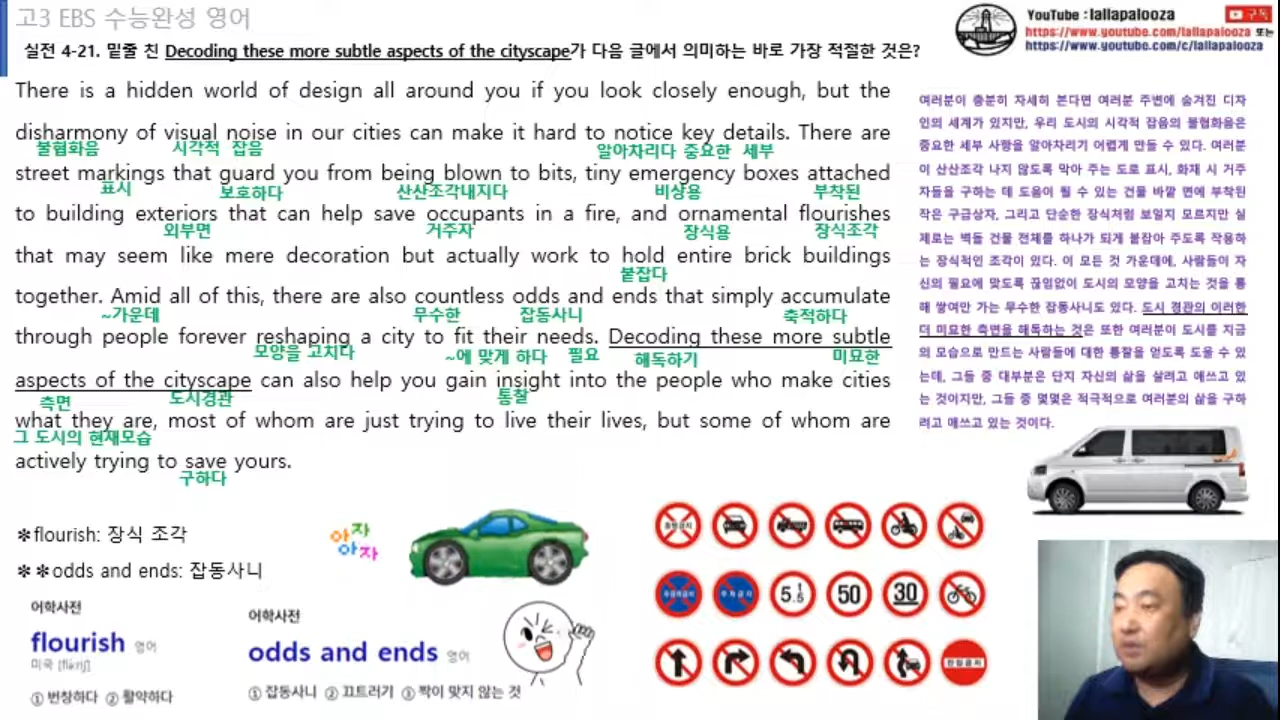 고3 EBS 수능완성 영어
YouTube : lallapalooza
구독
https://www.youtube.com/lallapalooza 또는
https://www.youtube.com/c/lallapalooza
실전 4-21. 밑줄 친 Decoding these more subtle aspects of the cityscape가 다음 글에서 의미하는 바로 가장 적절한 것은?
There is a hidden world of design all around you if you look closely enough, but the
disharmony of visual noise in our cities can make it hard to notice key details. There are
불협화음 시각적 잡음 알아차리다 중요한 세부
street markings that guard you from being blown to bits, tiny emergency boxes attached
표시 보호하다 산산조각내지다 비상용 부착된
to building exteriors that can help save occupants in a fire, and ornamental flourishes
외부면 거주자 장식용 장식조각
that may seem like mere decoration but actually work to hold entire brick buildings
붙잡다
together. Amid all of this, there are also countless odds and ends that simply accumulate
~가운데 무수한 잡동사니 축적하다
through people forever reshaping a city to fit their needs. Decoding these more subtle
모양을 고치다 ~에 맞게 하다 필요 해독하기 미묘한
aspects of the cityscape can also help you gain insight into the people who make cities
측면 도시경관 통찰
what they are, most of whom are just trying to live their lives, but some of whom are
그 도시의 현재모습
actively trying to save yours.
구하다
여러분이 충분히 자세히 본다면 여러분 주변에 숨겨진 디자
인의 세계가 있지만, 우리 도시의 시각적 잡음의 불협화음은
중요한 세부 사항을 알아차리기 어렵게 만들 수 있다. 여러분
이 산산조각 나지 않도록 막아 주는 도로 표시, 화재 시 거주
자들을 구하는 데 도움이 될 수 있는 건물 바깥 면에 부착된
작은 구급상자, 그리고 단순한 장식처럼 보일지 모르지만 실
제로는 벽돌 건물 전체를 하나가 되게 붙잡아 주도록 작용하
는 장식적인 조각이 있다. 이 모든 것 가운데에, 사람들이 자
신의 필요에 맞도록 끊임없이 도시의 모양을 고치는 것을 통
해 쌓여만 가는 무수한 잡동사니도 있다. 도시 경관의 이러한
더 미묘한 측면을 해독하는 것은 또한 여러분이 도시를 지금
의 모습으로 만드는 사람들에 대한 통찰을 얻도록 도울 수 있
는데, 그들 중 대부분은 단지 자신의 삶을 살려고 애쓰고 있
는 것이지만, 그들 중 몇몇은 적극적으로 여러분의 삶을 구하
려고 애쓰고 있는 것이다.
*flourish: 장식 조각
**odds and ends: 잡동사니
아자
아자
어학사전
flourish 영어
① 번창하다 ② 활약하다
어학사전
odds and ends 영어
① 잡동사니 ② 끄트러기 ③ 짝이 맞지 않는 것
통행금지
주차금지
5.5
50
30